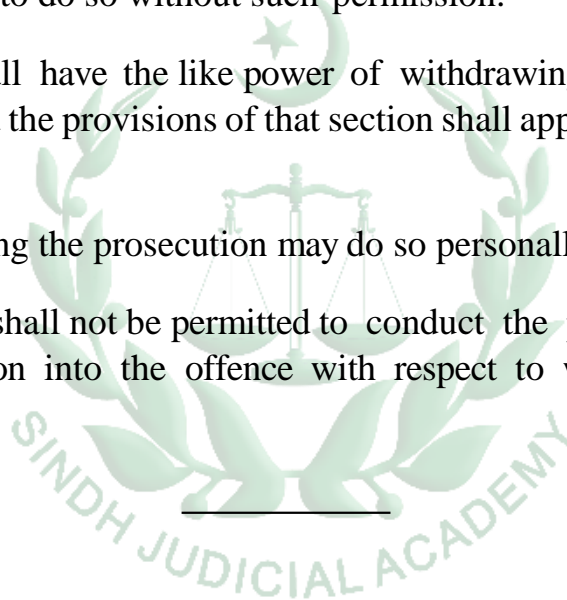 to do so without such permission.
all have the like power of withdrawing
the provisions of that section shall app
ng the prosecution may do so personall
shall not be permitted to conduct the
on into the offence with respect to
SINDH JUDICIAL ACADEMY